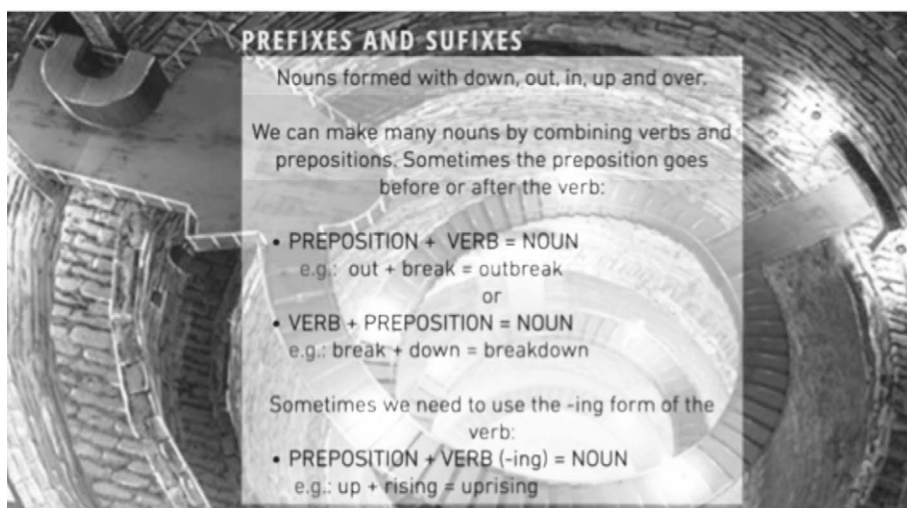 PREFIXES AND SUFIXES
Nouns formed with down, out, in, up and over.
We can make many nouns by combining verbs and
prepositions. Sometimes the preposition goes
before or after the verb:
• PREPOSITION + VERB = NOUN
e.g.: out + break = outbreak
or
• VERB + PREPOSITION = NOUN
e.g.: break + down = breakdown
Sometimes we need to use the -ing form of the
verb:
• PREPOSITION + VERB (-ing) = NOUN
e.g.: up + rising = uprising